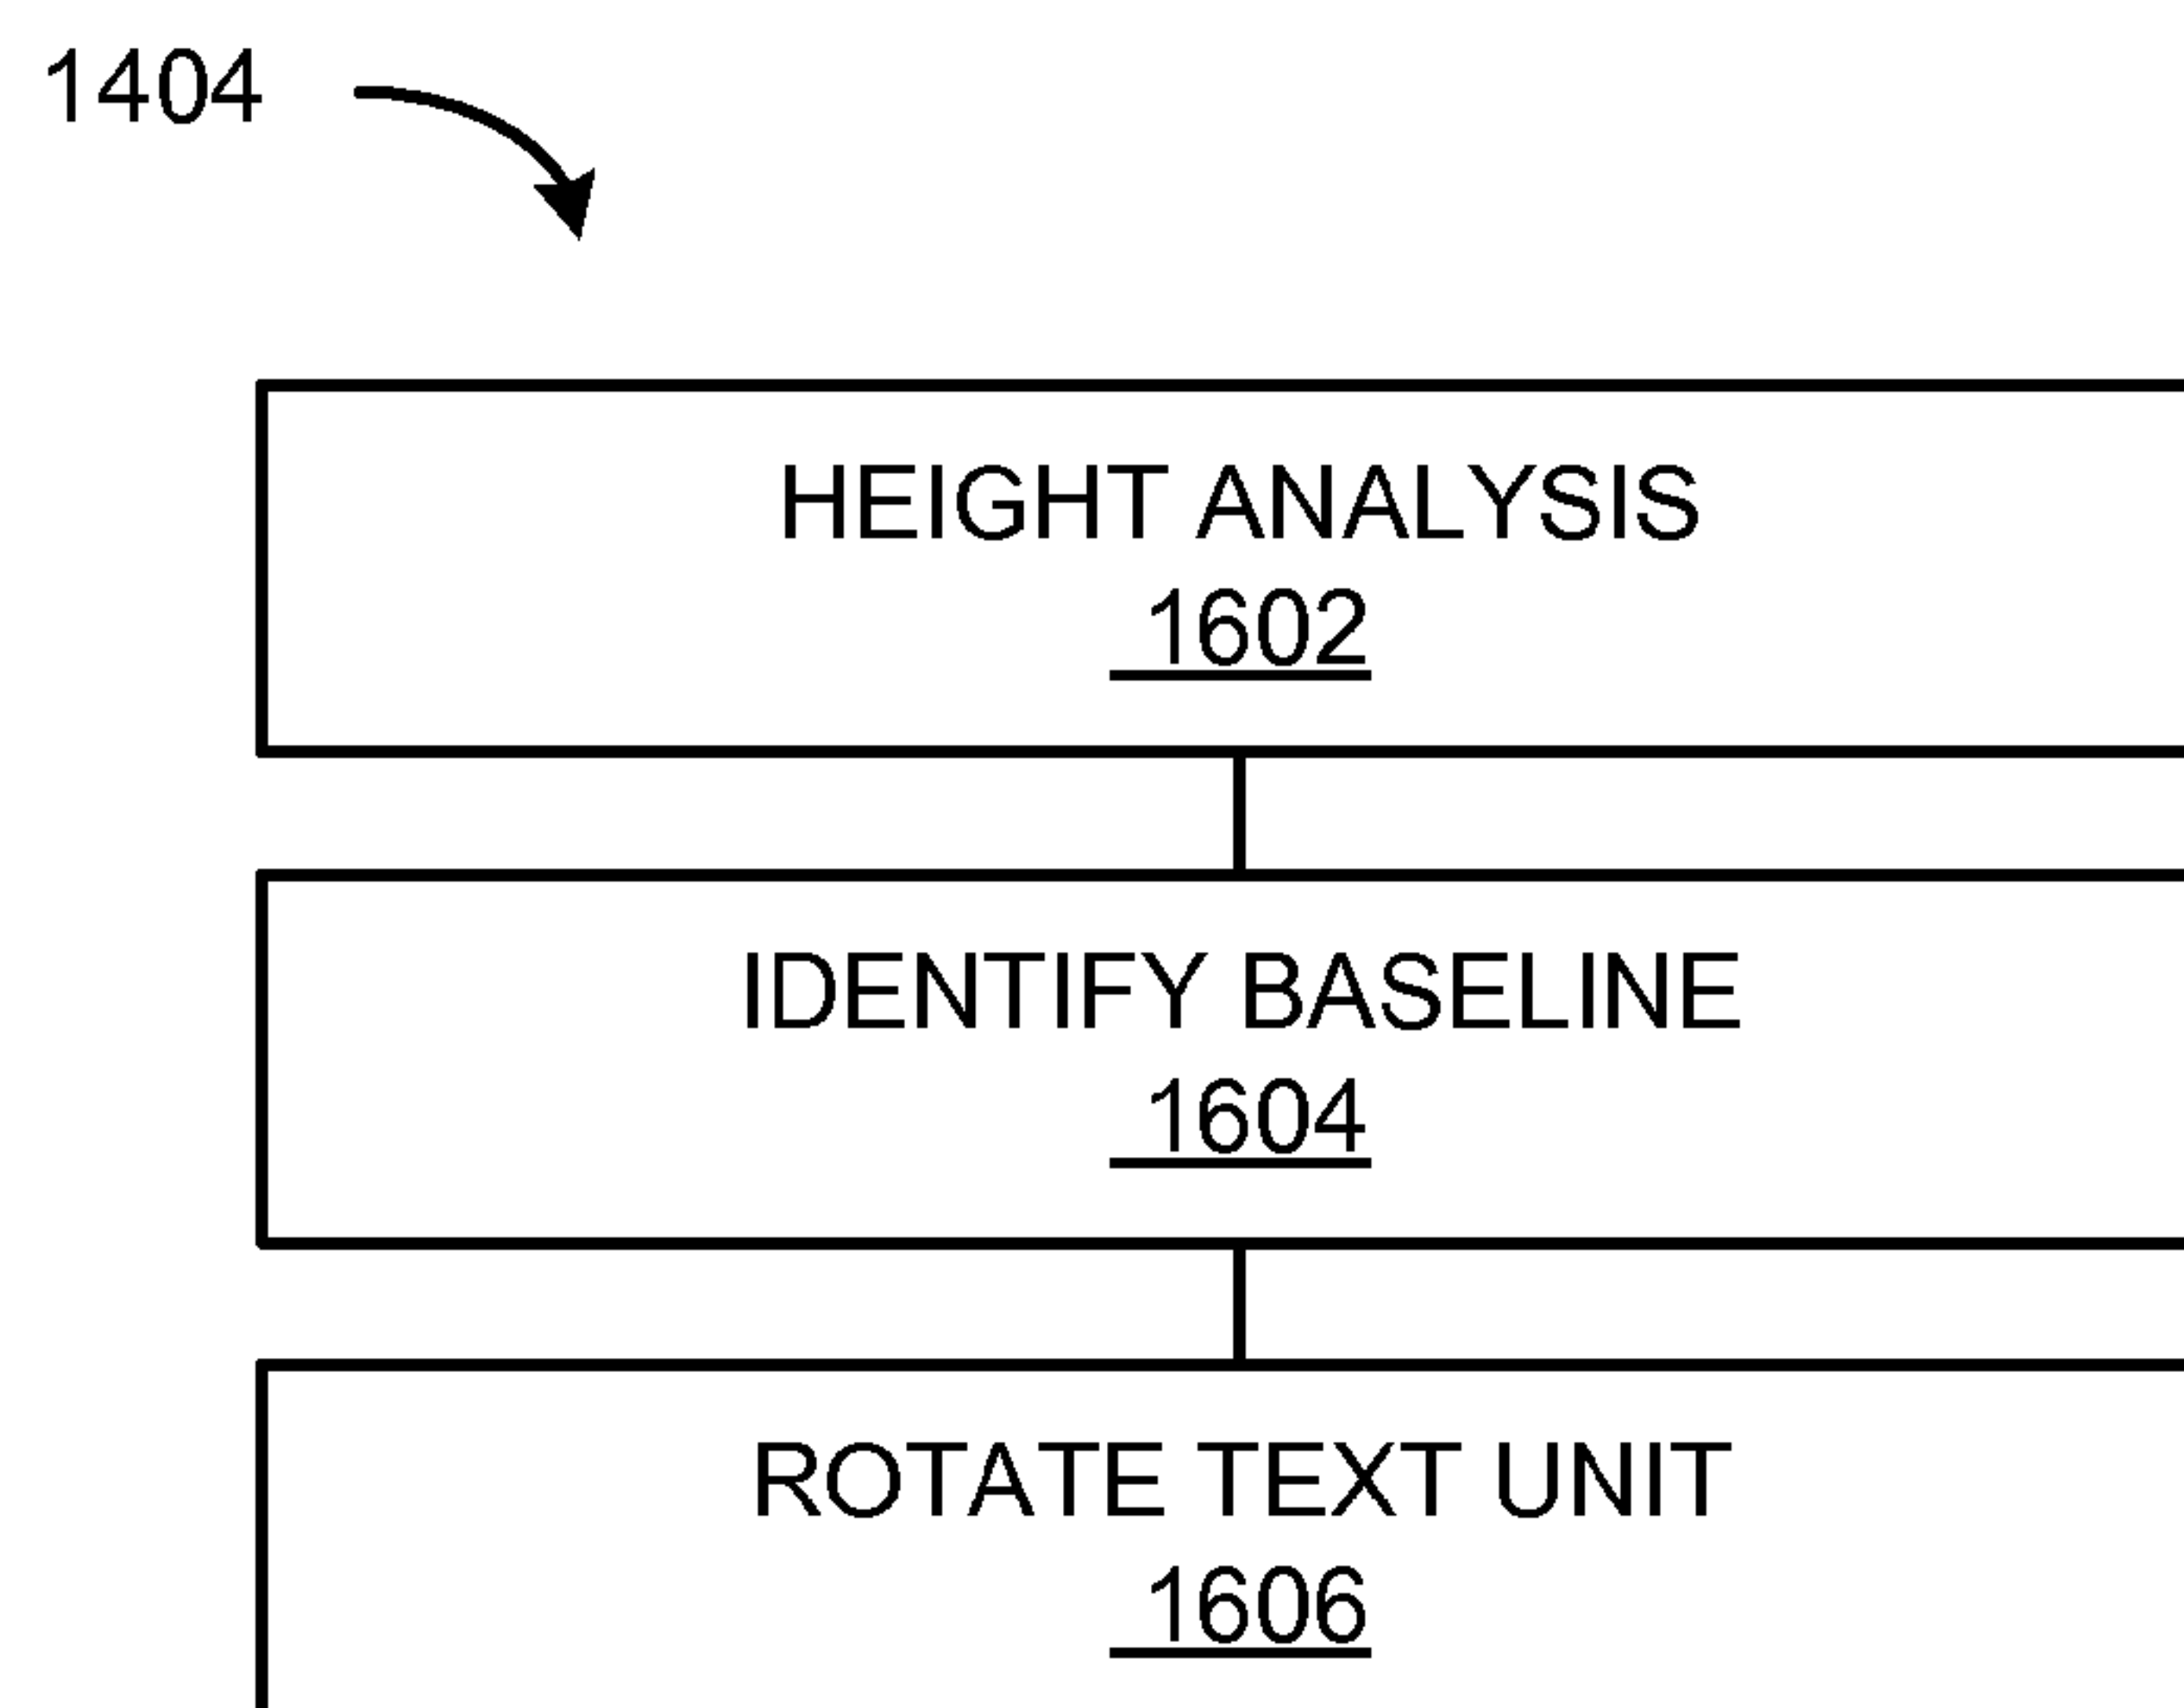 1404
HEIGHT ANALYSIS
1602
IDENTIFY BASELINE
1604
ROTATE TEXT UNIT
1606